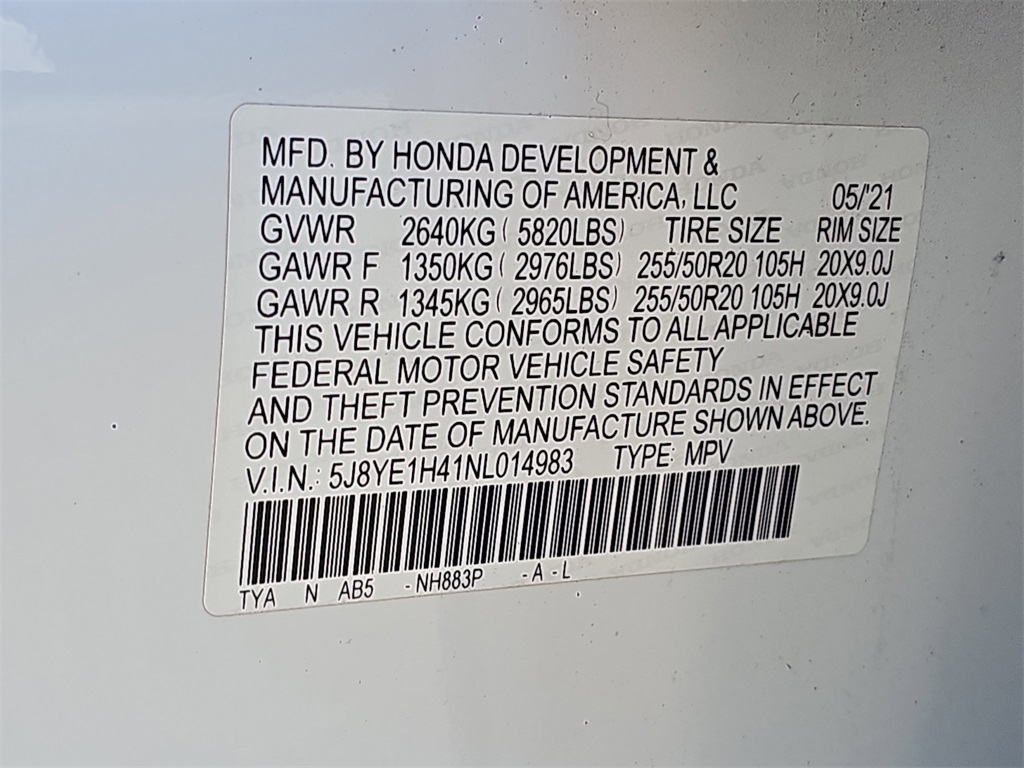 MFD. BY HONDA DEVELOPMENT &
MANUFACTURING OF AMERICA, LLC 05/'21
GVWR 2640KG ( 5820LBS) TIRE SIZE RIM SIZE
GAWR F 1350KG ( 2976LBS) 255/50R20 105H 20X9.0J
GAWR R 1345KG ( 2965LBS) 255/50R20 105H 20X9.0J
THIS VEHICLE CONFORMS TO ALL APPLICABLE
FEDERAL MOTOR VEHICLE SAFETY
AND THEFT PREVENTION STANDARDS IN EFFECT
ON THE DATE OF MANUFACTURE SHOWN ABOVE.
V.I.N.: 5J8YE1H41NL014983 TYPE: MPV
TYA N AB5 -NH883P -A -L